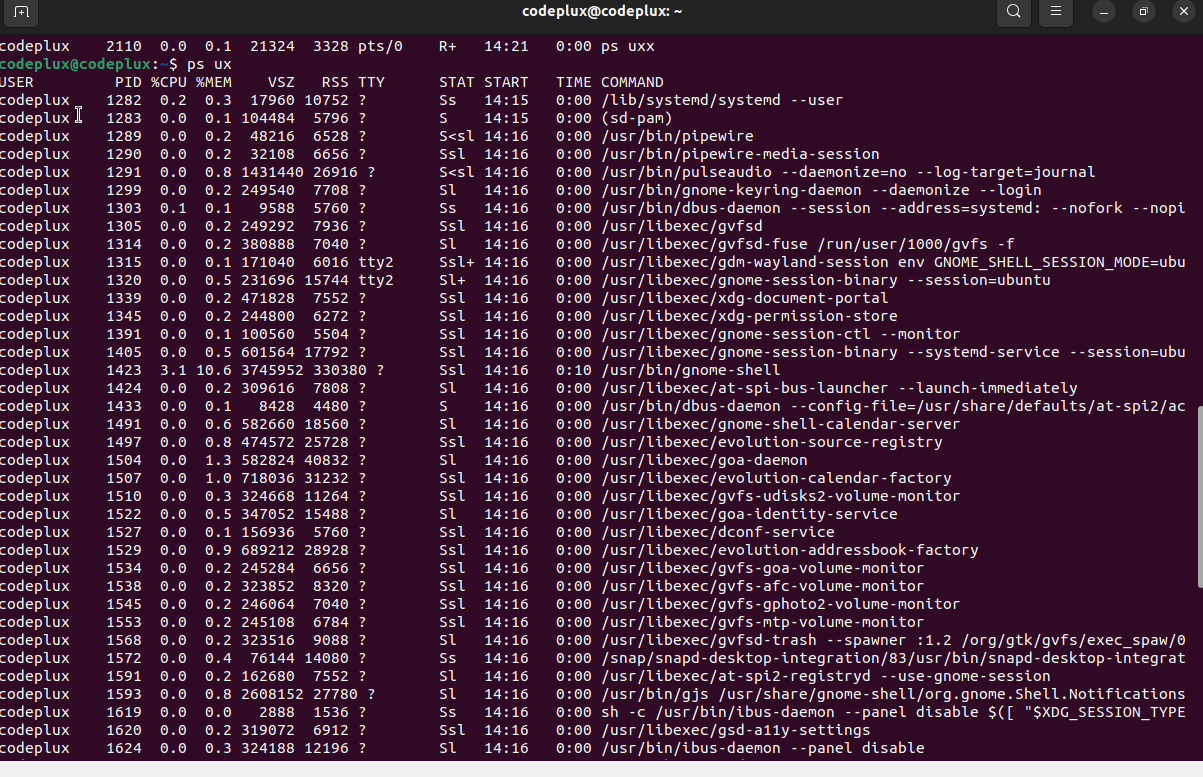 codeplux@codeplux: ~
codeplux    2110  0.0  0.1  21324  3328 pts/0    R+   14:21   0:00 ps uxx
codeplux@codeplux:~$ ps ux
USER         PID %CPU %MEM    VSZ   RSS TTY      STAT START   TIME COMMAND
codeplux    1282  0.2  0.3  17960 10752 ?        Ss   14:15   0:00 /lib/systemd/systemd --user
codeplux    1283  0.0  0.1 104484  5796 ?        S    14:15   0:00 (sd-pam)
codeplux    1289  0.0  0.2  48216  6528 ?        S<sl 14:16   0:00 /usr/bin/pipewire
codeplux    1290  0.0  0.2  32108  6656 ?        Ssl  14:16   0:00 /usr/bin/pipewire-media-session
codeplux    1291  0.0  0.8 1431440 26916 ?       S<sl 14:16   0:00 /usr/bin/pulseaudio --daemonize=no --log-target=journal
codeplux    1299  0.0  0.2 249540  7708 ?        Sl   14:16   0:00 /usr/bin/gnome-keyring-daemon --daemonize --login
codeplux    1303  0.1  0.1   9588  5760 ?        Ss   14:16   0:00 /usr/bin/dbus-daemon --session --address=systemd: --nofork --nopi
codeplux    1305  0.0  0.2 249292  7936 ?        Ssl  14:16   0:00 /usr/libexec/gvfsd
codeplux    1314  0.0  0.2 380888  7040 ?        Sl   14:16   0:00 /usr/libexec/gvfsd-fuse /run/user/1000/gvfs -f
codeplux    1315  0.0  0.1 171040  6016 tty2     Ssl+ 14:16   0:00 /usr/libexec/gdm-wayland-session env GNOME_SHELL_SESSION_MODE=ubu
codeplux    1320  0.0  0.5 231696 15744 tty2     Sl+  14:16   0:00 /usr/libexec/gnome-session-binary --session=ubuntu
codeplux    1339  0.0  0.2 471828  7552 ?        Ssl  14:16   0:00 /usr/libexec/xdg-document-portal
codeplux    1345  0.0  0.2 244800  6272 ?        Ssl  14:16   0:00 /usr/libexec/xdg-permission-store
codeplux    1391  0.0  0.1 100560  5504 ?        Ssl  14:16   0:00 /usr/libexec/gnome-session-ctl --monitor
codeplux    1405  0.0  0.5 601564 17792 ?        Ssl  14:16   0:00 /usr/libexec/gnome-session-binary --systemd-service --session=ubu
codeplux    1423  3.1 10.6 3745952 330380 ?      Ssl  14:16   0:10 /usr/bin/gnome-shell
codeplux    1424  0.0  0.2 309616  7808 ?        Sl   14:16   0:00 /usr/libexec/at-spi-bus-launcher --launch-immediately
codeplux    1433  0.0  0.1   8428  4480 ?        S    14:16   0:00 /usr/bin/dbus-daemon --config-file=/usr/share/defaults/at-spi2/ac
codeplux    1491  0.0  0.6 582660 18560 ?        Sl   14:16   0:00 /usr/libexec/gnome-shell-calendar-server
codeplux    1497  0.0  0.8 474572 25728 ?        Ssl  14:16   0:00 /usr/libexec/evolution-source-registry
codeplux    1504  0.0  1.3 582824 40832 ?        Sl   14:16   0:00 /usr/libexec/goa-daemon
codeplux    1507  0.0  1.0 718036 31232 ?        Ssl  14:16   0:00 /usr/libexec/evolution-calendar-factory
codeplux    1510  0.0  0.3 324668 11264 ?        Ssl  14:16   0:00 /usr/libexec/gvfs-udisks2-volume-monitor
codeplux    1522  0.0  0.5 347052 15488 ?        Sl   14:16   0:00 /usr/libexec/goa-identity-service
codeplux    1527  0.0  0.1 156936  5760 ?        Ssl  14:16   0:00 /usr/libexec/dconf-service
codeplux    1529  0.0  0.9 689212 28928 ?        Ssl  14:16   0:00 /usr/libexec/evolution-addressbook-factory
codeplux    1534  0.0  0.2 245284  6656 ?        Ssl  14:16   0:00 /usr/libexec/gvfs-goa-volume-monitor
codeplux    1538  0.0  0.2 323852  8320 ?        Ssl  14:16   0:00 /usr/libexec/gvfs-afc-volume-monitor
codeplux    1545  0.0  0.2 246064  7040 ?        Ssl  14:16   0:00 /usr/libexec/gvfs-gphoto2-volume-monitor
codeplux    1553  0.0  0.2 245108  6784 ?        Ssl  14:16   0:00 /usr/libexec/gvfs-mtp-volume-monitor
codeplux    1568  0.0  0.2 323516  9088 ?        Sl   14:16   0:00 /usr/libexec/gvfsd-trash --spawner :1.2 /org/gtk/gvfs/exec_spaw/0
codeplux    1572  0.0  0.4  76144 14080 ?        Ss   14:16   0:00 /snap/snapd-desktop-integration/83/usr/bin/snapd-desktop-integrat
codeplux    1591  0.0  0.2 162680  7552 ?        Sl   14:16   0:00 /usr/libexec/at-spi2-registryd --use-gnome-session
codeplux    1593  0.0  0.8 2608152 27780 ?       Sl   14:16   0:00 /usr/bin/gjs /usr/share/gnome-shell/org.gnome.Shell.Notifications
codeplux    1619  0.0  0.0   2888  1536 ?        Ss   14:16   0:00 sh -c /usr/bin/ibus-daemon --panel disable $([ "$XDG_SESSION_TYPE
codeplux    1620  0.0  0.2 319072  6912 ?        Ssl  14:16   0:00 /usr/libexec/gsd-a11y-settings
codeplux    1624  0.0  0.3 324188 12196 ?        Sl   14:16   0:00 /usr/bin/ibus-daemon --panel disable